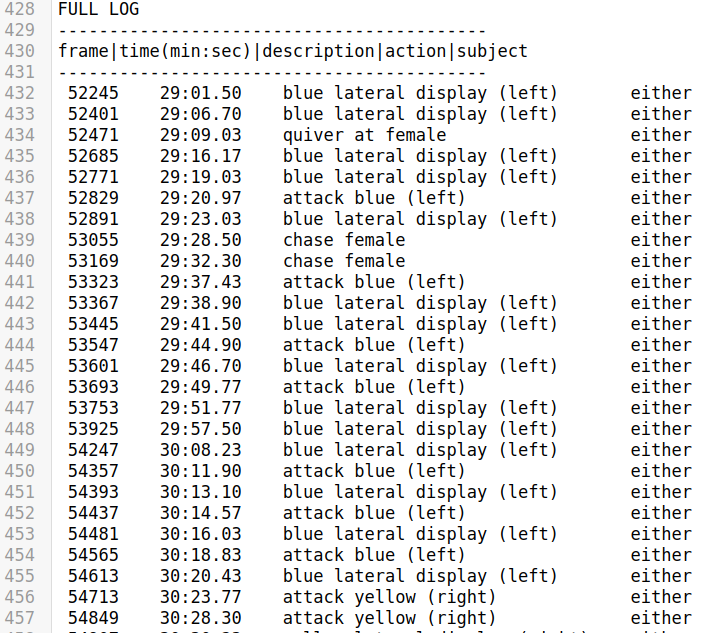 428 FULL LOG
429 ------------------------------------------
430 frame|time(min:sec)|description|action|subject
431 ------------------------------------------
432 52245 29:01.50 blue lateral display (left) either
433 52401 29:06.70 blue lateral display (left) either
434 52471 29:09.03 quiver at female either
435 52685 29:16.17 blue lateral display (left) either
436 52771 29:19.03 blue lateral display (left) either
437 52829 29:20.97 attack blue (left) either
438 52891 29:23.03 blue lateral display (left) either
439 53055 29:28.50 chase female either
440 53169 29:32.30 chase female either
441 53323 29:37.43 attack blue (left) either
442 53367 29:38.90 blue lateral display (left) either
443 53445 29:41.50 blue lateral display (left) either
444 53547 29:44.90 attack blue (left) either
445 53601 29:46.70 blue lateral display (left) either
446 53693 29:49.77 attack blue (left) either
447 53753 29:51.77 blue lateral display (left) either
448 53925 29:57.50 blue lateral display (left) either
449 54247 30:08.23 blue lateral display (left) either
450 54357 30:11.90 attack blue (left) either
451 54393 30:13.10 blue lateral display (left) either
452 54437 30:14.57 attack blue (left) either
453 54481 30:16.03 blue lateral display (left) either
454 54565 30:18.83 attack blue (left) either
455 54613 30:20.43 blue lateral display (left) either
456 54713 30:23.77 attack yellow (right) either
457 54849 30:28.30 attack yellow (right) either